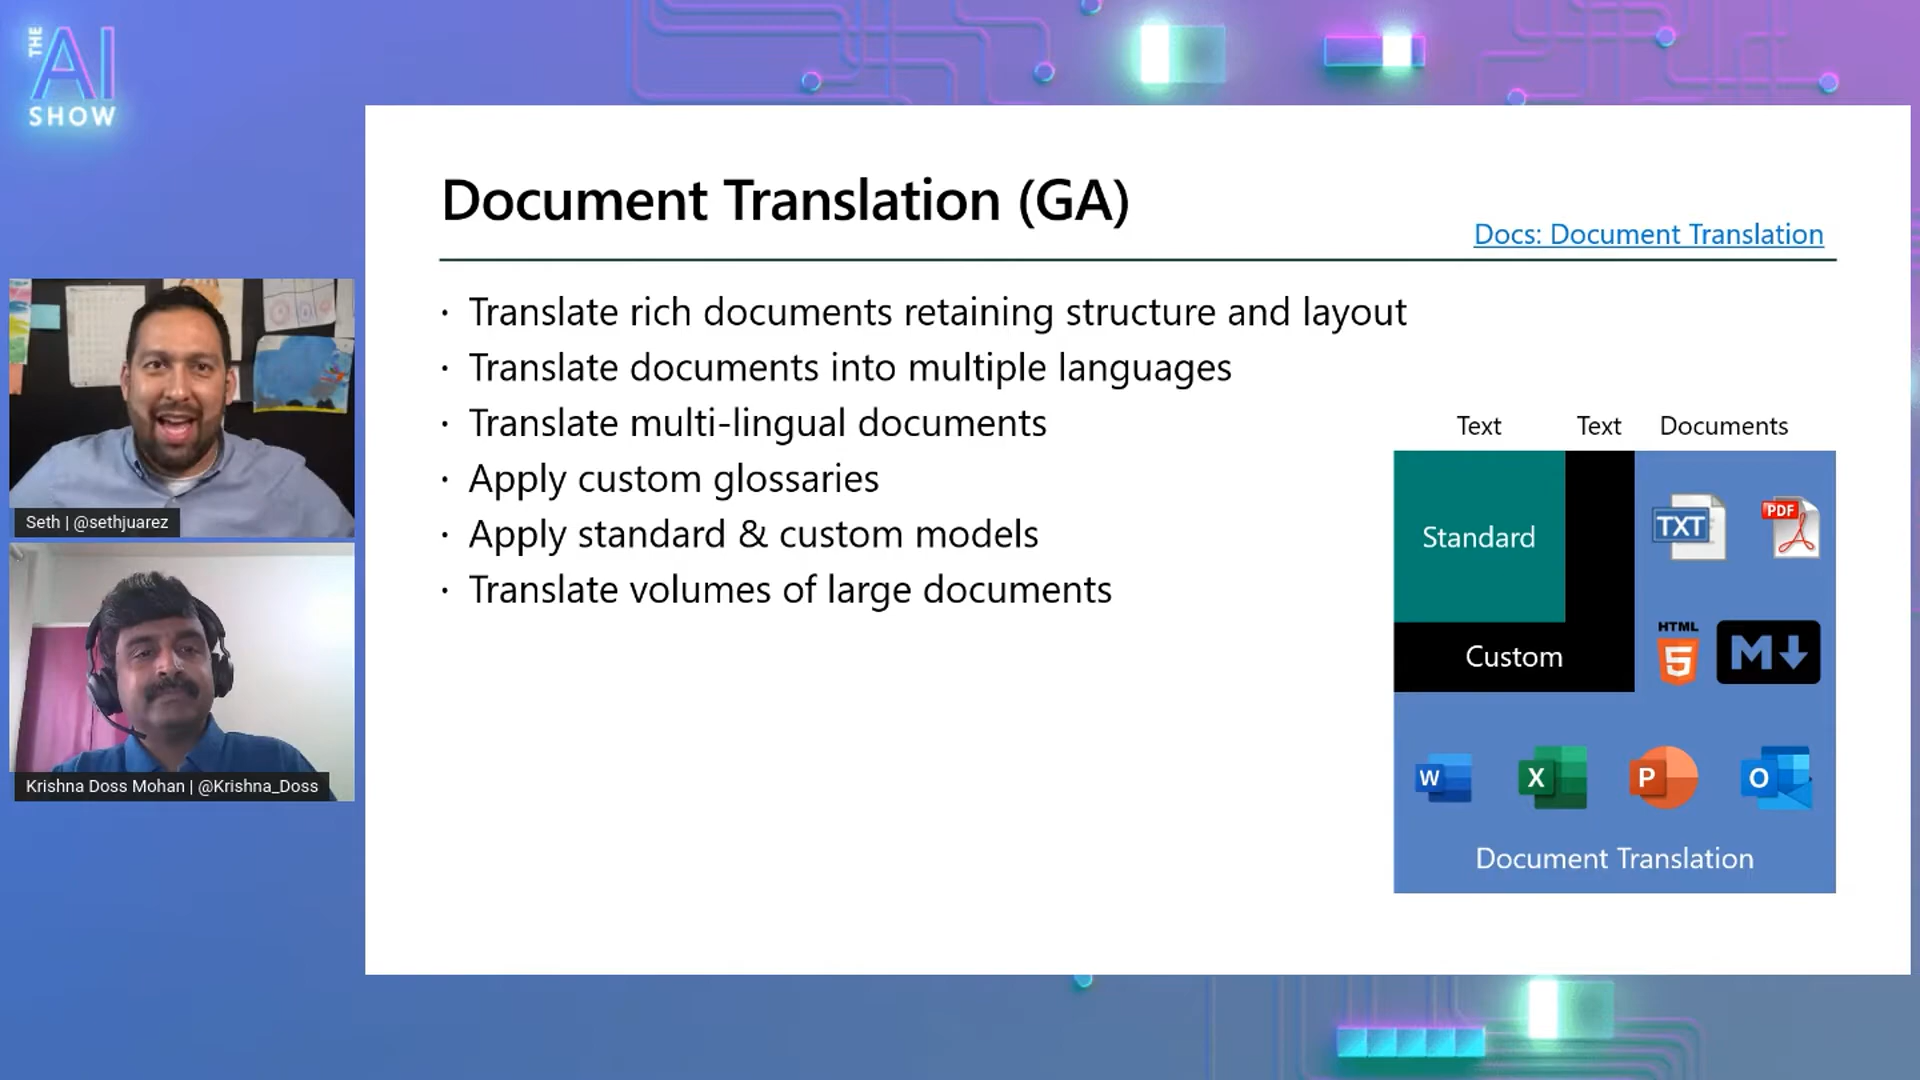 THE
AI
SHOW
Document Translation (GA)
Docs: Document Translation
· Translate rich documents retaining structure and layout
· Translate documents into multiple languages
· Translate multi-lingual documents
· Apply custom glossaries
· Apply standard & custom models
· Translate volumes of large documents
Text Text Documents
Standard
TXT PDF
Custom
HTML
5 M
W X P O
Document Translation
Seth | @sethjuarez
Krishna Doss Mohan | @Krishna_Doss